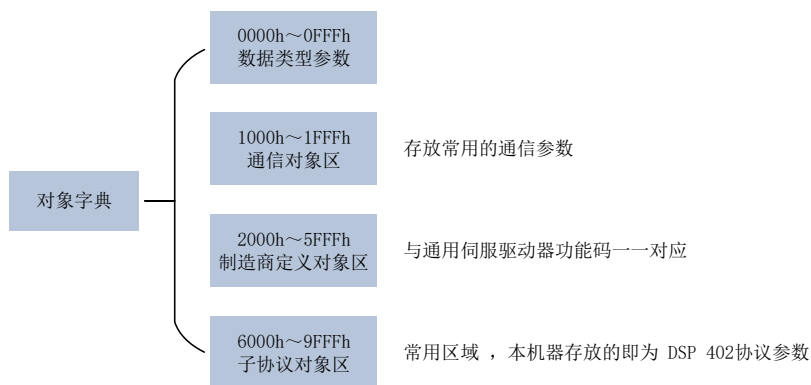 0000h～0FFFh
数据类型参数
1000h～1FFFh
通信对象区
存放常用的通信参数
对象字典
2000h～5FFFh
制造商定义对象区
与通用伺服驱动器功能码一一对应
6000h～9FFFh
子协议对象区
常用区域 ，本机器存放的即为 DSP 402协议参数